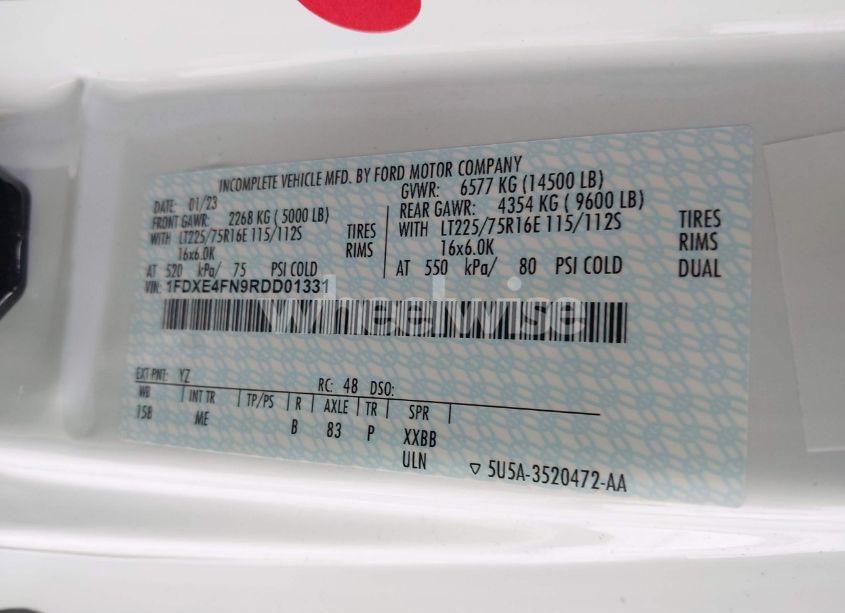 INCOMPLETE VEHICLE MFD. BY FORD MOTOR COMPANY
DATE: 01/23 GVWR: 6577 KG (14500 LB)
FRONT GAWR: 2268 KG ( 5000 LB) REAR GAWR: 4354 KG ( 9600 LB)
WITH LT225/75R16E 115/112S TIRES WITH LT225/75R16E 115/112S TIRES
16x6.0K RIMS 16x6.0K RIMS
AT 520 kPa/ 75 PSI COLD AT 550 kPa/ 80 PSI COLD DUAL
VIN: 1FDXE4FN9RDD01331
wheelwise
EXT PNT: YZ RC: 48 DSO:
WB INT TR TP/PS R AXLE TR SPR
158 ME B 83 P XXBB
ULN 5U5A-3520472-AA